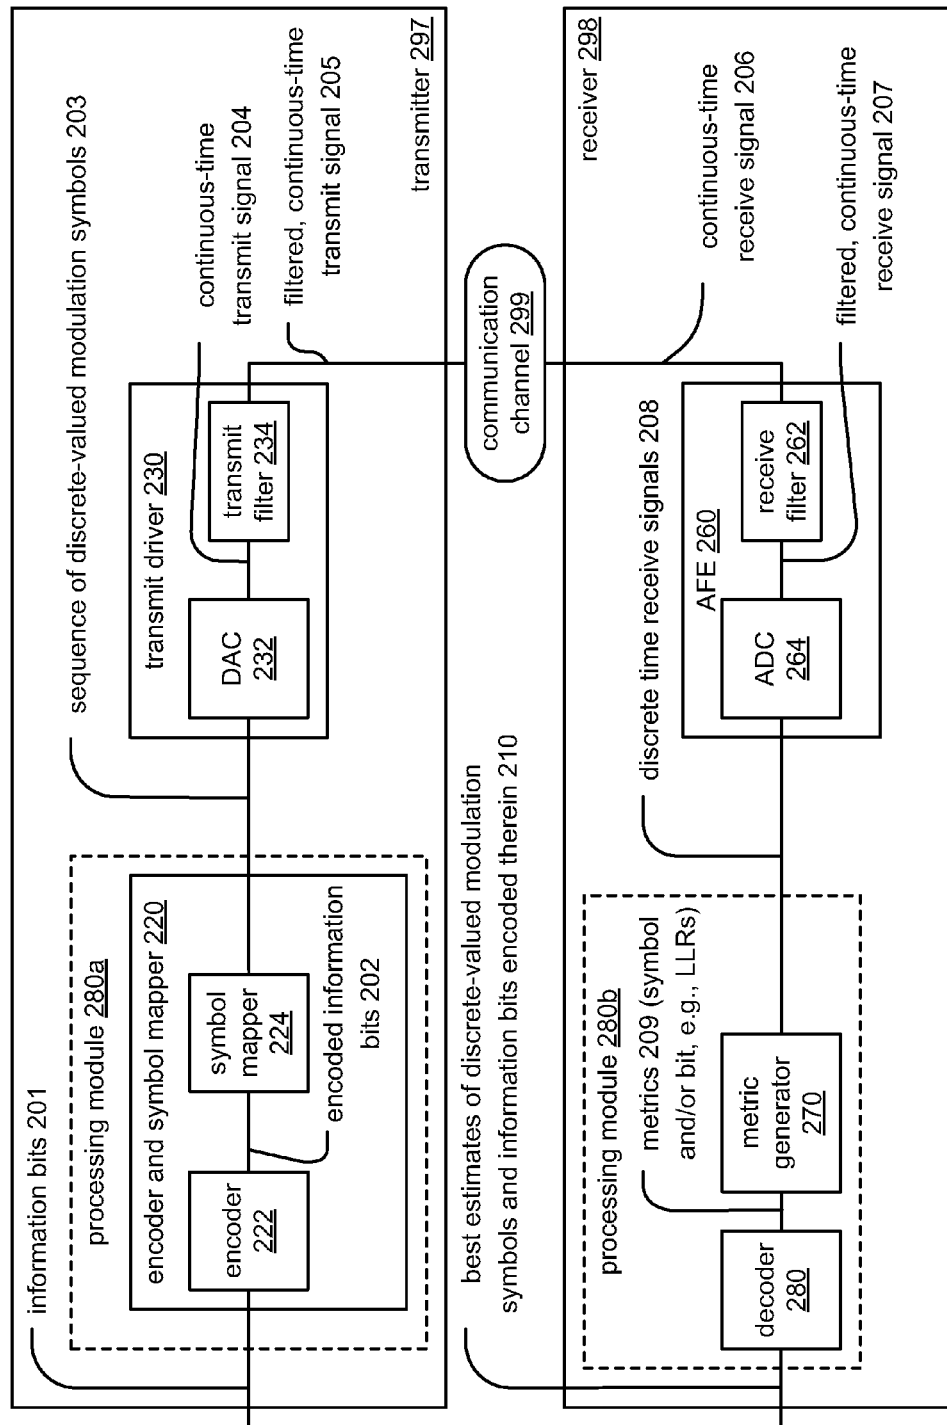 information bits 201
processing module 280a
encoder and symbol mapper 220
encoder
222
symbol
mapper
224
encoded information
bits 202
sequence of discrete-valued modulation symbols 203
transmit driver 230
DAC
232
transmit
filter 234
continuous-time
transmit signal 204
filtered, continuous-time
transmit signal 205
transmitter 297
communication
channel 299
best estimates of discrete-valued modulation
symbols and information bits encoded therein 210
processing module 280b
metrics 209 (symbol
and/or bit, e.g., LLRs)
decoder
280
metric
generator
270
discrete time receive signals 208
AFE 260
ADC
264
receive
filter 262
receiver 298
continuous-time
receive signal 206
filtered, continuous-time
receive signal 207